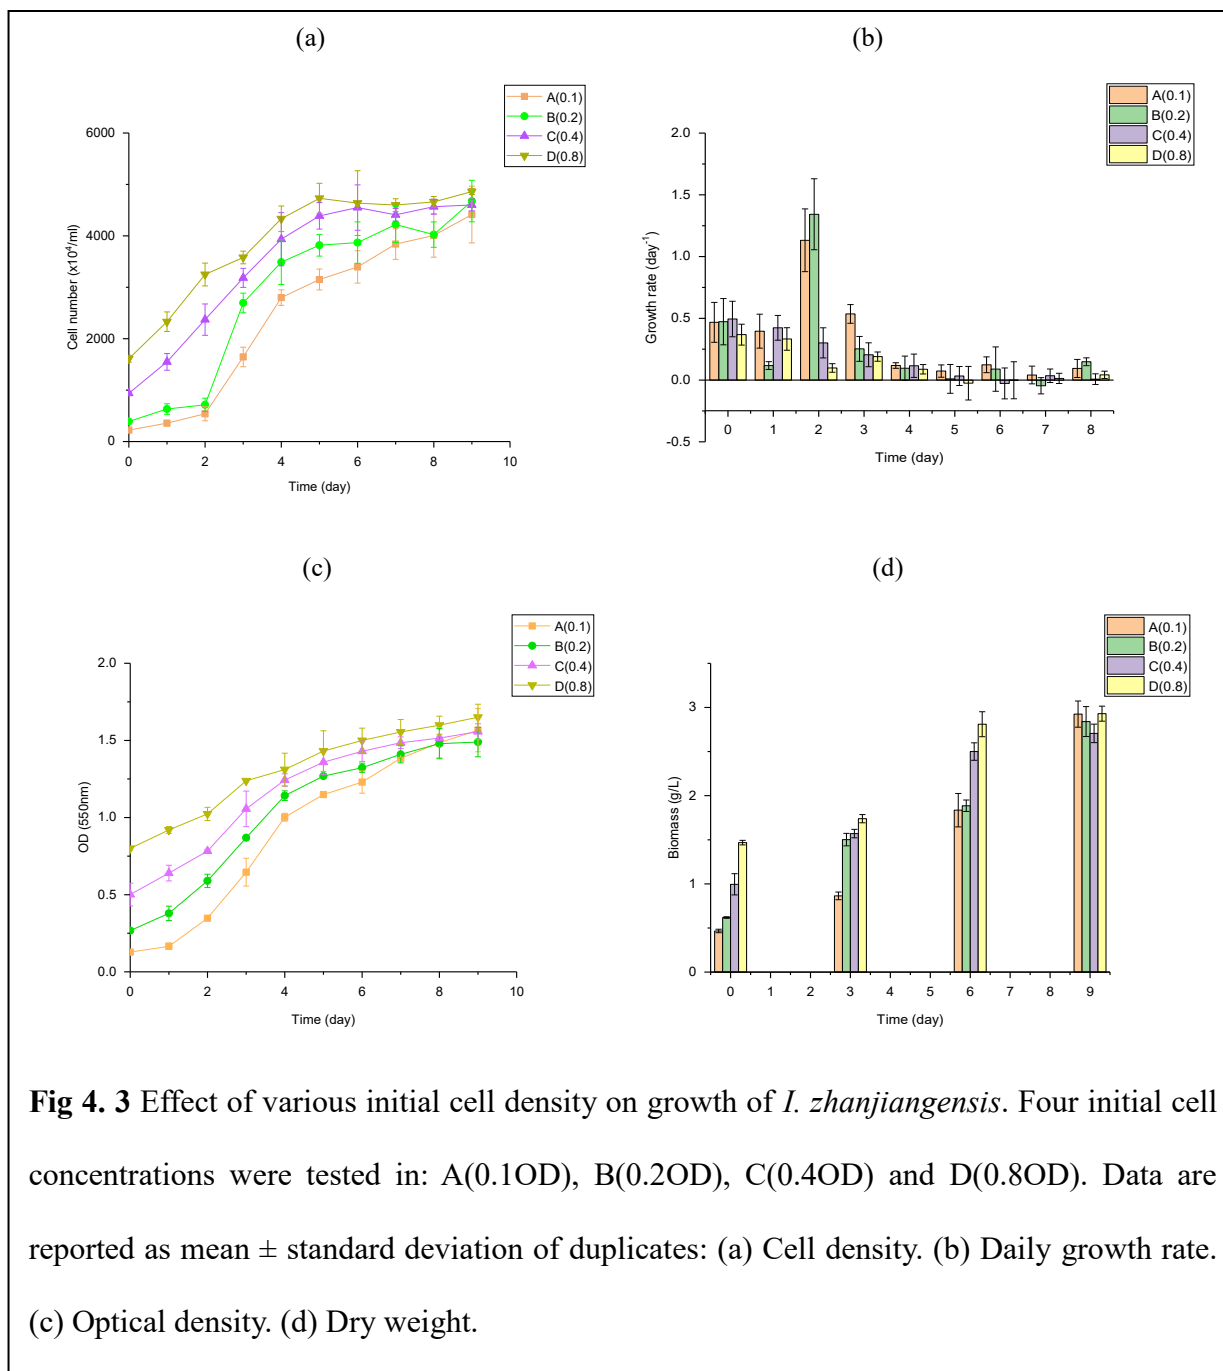 (a)
A(0.1)
B(0.2)
C(0.4)
D(0.8)
6000
4000
2000
0
Cell number (x10⁴/ml)
0 2 4 6 8 10
Time (day)
(b)
A(0.1)
B(0.2)
C(0.4)
D(0.8)
2.0
1.5
1.0
0.5
0.0
-0.5
Growth rate (day⁻¹)
0 1 2 3 4 5 6 7 8
Time (day)
(c)
A(0.1)
B(0.2)
C(0.4)
D(0.8)
2.0
1.5
1.0
0.5
0.0
OD (550nm)
0 2 4 6 8 10
Time (day)
(d)
A(0.1)
B(0.2)
C(0.4)
D(0.8)
3
2
1
0
Biomass (g/L)
0 1 2 3 4 5 6 7 8 9
Time (day)
Fig 4. 3 Effect of various initial cell density on growth of I. zhanjiangensis. Four initial cell
concentrations were tested in: A(0.1OD), B(0.2OD), C(0.4OD) and D(0.8OD). Data are
reported as mean ± standard deviation of duplicates: (a) Cell density. (b) Daily growth rate.
(c) Optical density. (d) Dry weight.